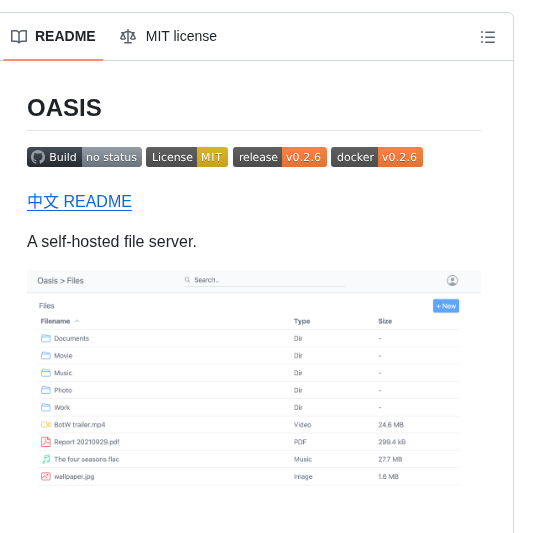 README MIT license
OASIS
Build no status License MIT release v0.2.6 docker v0.2.6
中文 README
A self-hosted file server.
Oasis > Files Search..
Files + New
Filename Type Size
Documents Dir -
Movie Dir -
Music Dir -
Photo Dir -
Work Dir -
BotW trailer.mp4 Video 24.6 MB
Report 20210929.pdf PDF 299.4 kB
The four seasons.flac Music 27.7 MB
wallpaper.jpg Image 1.6 MB